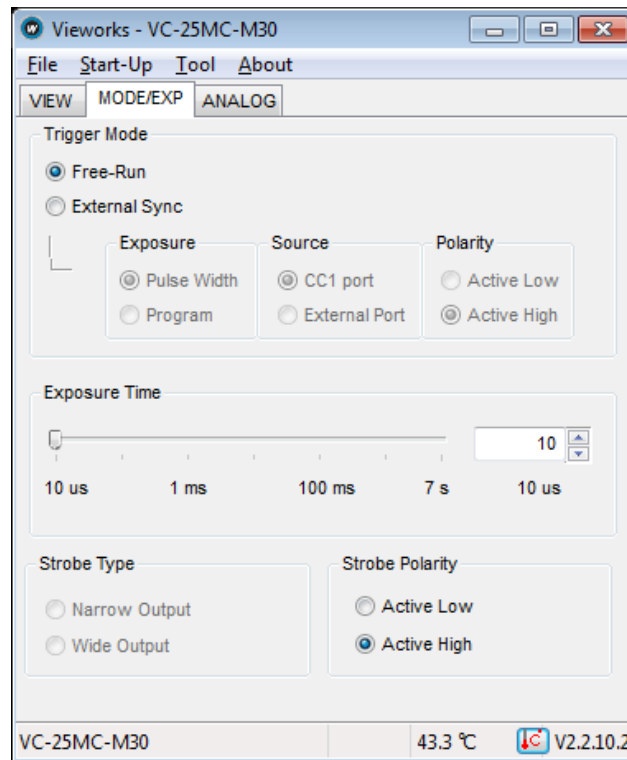 Vieworks - VC-25MC-M30
File Start-Up Tool About
VIEW MODE/EXP ANALOG
Trigger Mode
Free-Run
External Sync
Exposure Source Polarity
Pulse Width CC1 port Active Low
Program External Port Active High
Exposure Time
10
10 us 1 ms 100 ms 7 s 10 us
Strobe Type Strobe Polarity
Narrow Output Active Low
Wide Output Active High
VC-25MC-M30 43.3 ℃ V2.2.10.2